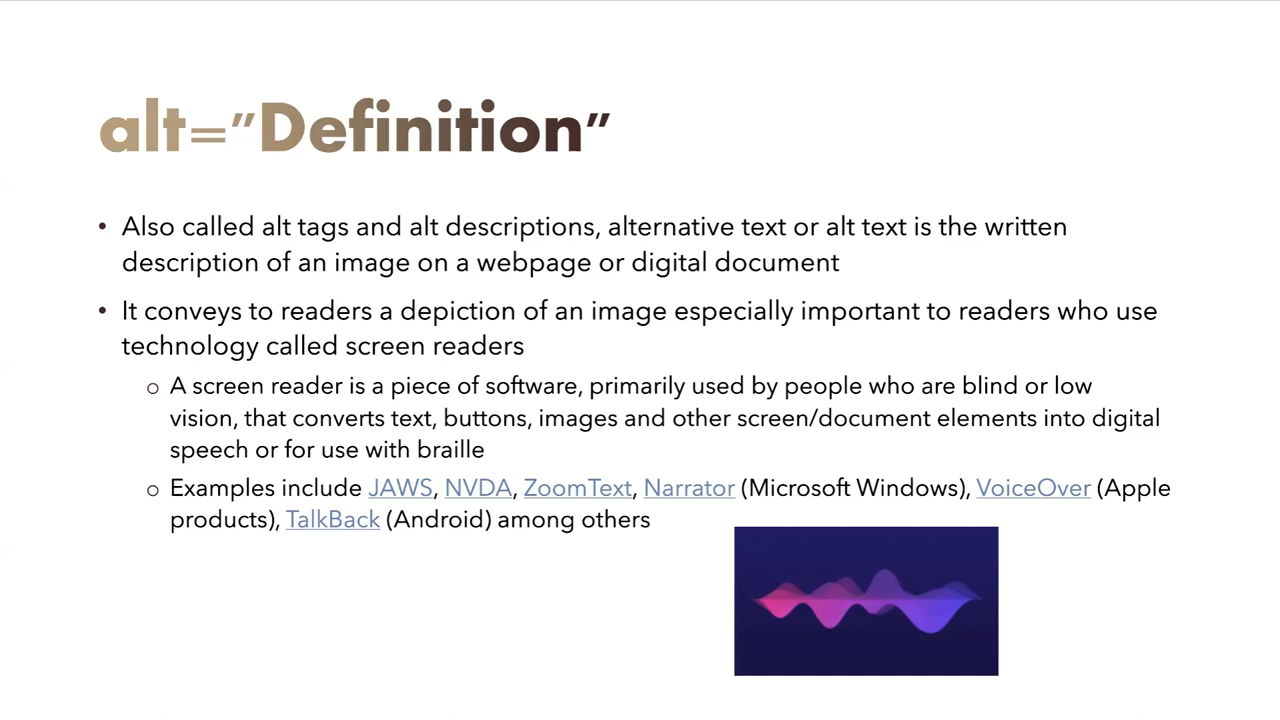 alt=”Definition”
• Also called alt tags and alt descriptions, alternative text or alt text is the written
description of an image on a webpage or digital document
• It conveys to readers a depiction of an image especially important to readers who use
technology called screen readers
o A screen reader is a piece of software, primarily used by people who are blind or low
vision, that converts text, buttons, images and other screen/document elements into digital
speech or for use with braille
o Examples include JAWS, NVDA, ZoomText, Narrator (Microsoft Windows), VoiceOver (Apple
products), TalkBack (Android) among others